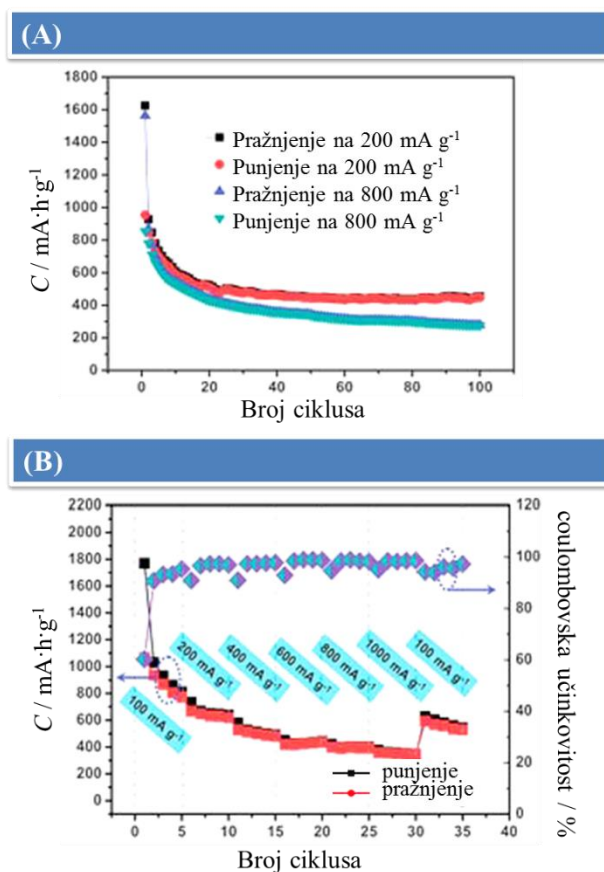 (A)
1800
1600
1400
1200
1000
800
600
400
200
0
C / mA·h·g⁻¹
Pražnjenje na 200 mA g⁻¹
Punjenje na 200 mA g⁻¹
Pražnjenje na 800 mA g⁻¹
Punjenje na 800 mA g⁻¹
0 20 40 60 80 100
Broj ciklusa
(B)
2200
2000
1800
1600
1400
1200
1000
800
600
400
200
0
C / mA·h·g⁻¹
120
100
80
60
40
20
0
coulombovska učinkovitost / %
100 mA g⁻¹
200 mA g⁻¹
400 mA g⁻¹
600 mA g⁻¹
800 mA g⁻¹
1000 mA g⁻¹
100 mA g⁻¹
punjenje
pražnjenje
0 5 10 15 20 25 30 35 40
Broj ciklusa